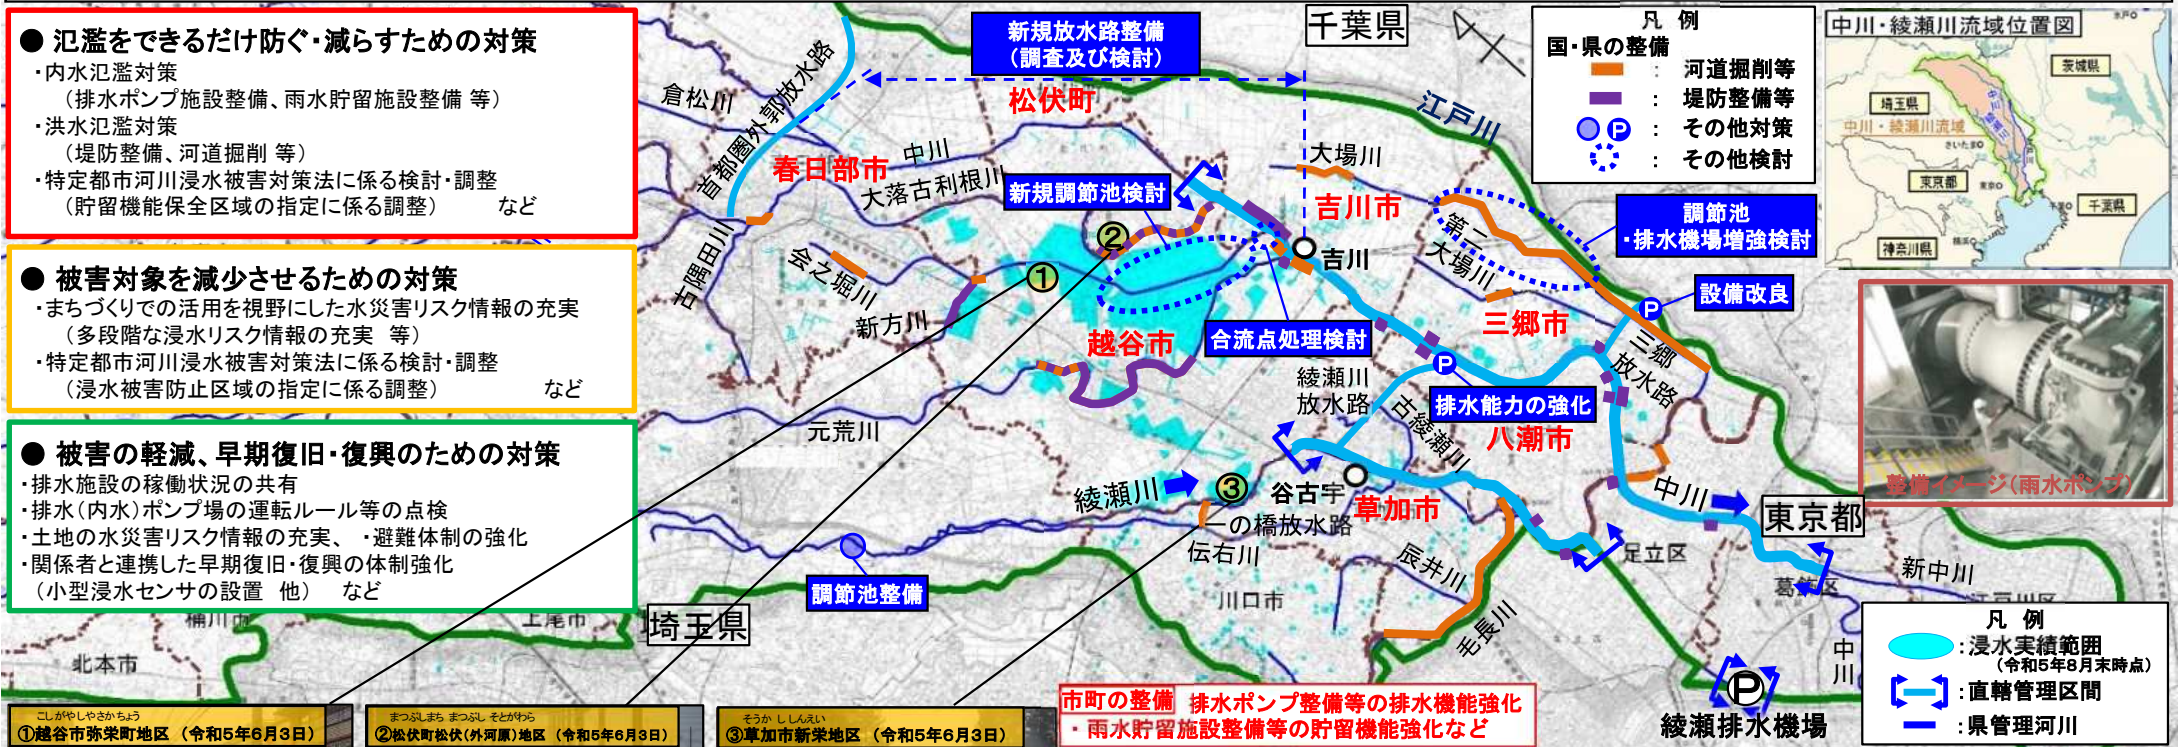 ● 氾濫をできるだけ防ぐ・減らすための対策
・内水氾濫対策
（排水ポンプ施設整備、雨水貯留施設整備 等）
・洪水氾濫対策
（堤防整備、河道掘削 等）
・特定都市河川浸水被害対策法に係る検討・調整
（貯留機能保全区域の指定に係る調整） など
● 被害対象を減少させるための対策
・まちづくりでの活用を視野にした水災害リスク情報の充実
（多段階な浸水リスク情報の充実 等）
・特定都市河川浸水被害対策法に係る検討・調整
（浸水被害防止区域の指定に係る調整） など
● 被害の軽減、早期復旧・復興のための対策
・排水施設の稼働状況の共有
・排水（内水）ポンプ場の運転ルール等の点検
・土地の水災害リスク情報の充実、 ・避難体制の強化
・関係者と連携した早期復旧・復興の体制強化
（小型浸水センサの設置 他） など
新規放水路整備
（調査及び検討）
千葉県
松伏町
倉松川
首都圏外郭放水路
江戸川
春日部市
中川
大落古利根川
大場川
新規調節池検討
吉川市
第二
大場川
調節池
・排水機場増強検討
古隅田川
会之堀川
新方川
②
①
吉川
設備改良
三郷市
越谷市
合流点処理検討
三郷
放水路
P
P
綾瀬川
放水路
排水能力の強化
古綾瀬川
八潮市
元荒川
綾瀬川
③
谷古宇
草加市
一の橋放水路
伝右川
中川
東京都
調節池整備
辰井川
足立区
葛飾区
新中川
江戸川区
川口市
毛長川
埼玉県
桶川市
上尾市
北本市
中川
P
綾瀬排水機場
凡 例
国・県の整備
： 河道掘削等
： 堤防整備等
P ： その他対策
： その他検討
中川・綾瀬川流域位置図
水戸
茨城県
埼玉県
中川・綾瀬川流域
さいたま
東京都
東京
千葉県
千葉
神奈川県
横浜
中川
綾瀬川
整備イメージ（雨水ポンプ）
凡 例
：浸水実績範囲
（令和5年8月末時点）
：直轄管理区間
：県管理河川
市町の整備 排水ポンプ整備等の排水機能強化
・雨水貯留施設整備等の貯留機能強化など
こしがやしやさかちょう
①越谷市弥栄町地区 （令和5年6月3日）
まつぶしまち まつぶし そとがわら
②松伏町松伏（外河原）地区 （令和5年6月3日）
そうか ししんえい
③草加市新栄地区 （令和5年6月3日）